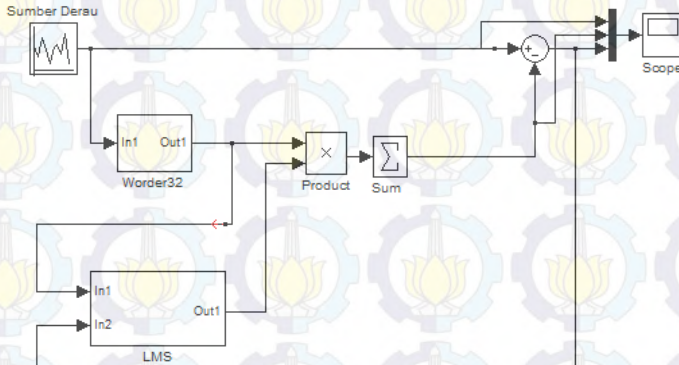 Sumber Derau
Scope
In1
Out1
Worder32
Product
Sum
In1
In2
Out1
LMS